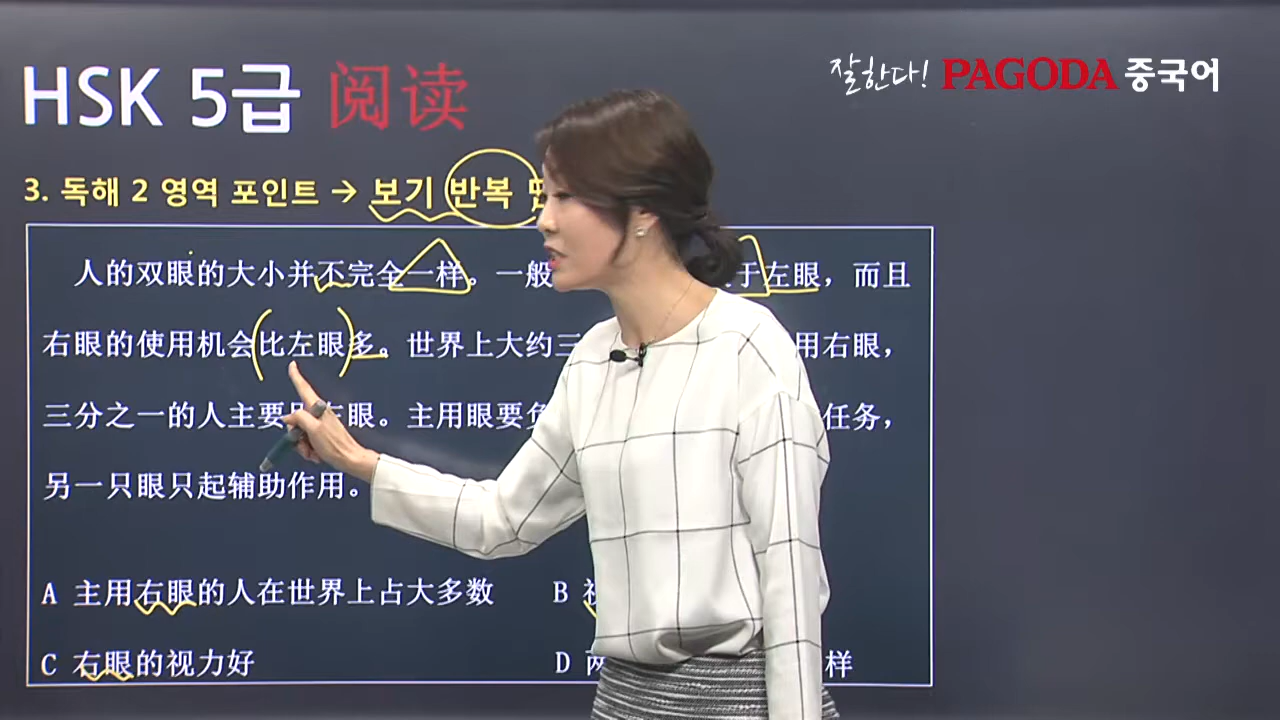 HSK 5급 阅读
잘한다! PAGODA 중국어
3. 독해 2 영역 포인트 → 보기 반복
人的双眼的大小并不完全一样。一般 于左眼，而且
右眼的使用机会比左眼多。世界上大约三 用右眼，
三分之一的人主要 左眼。主用眼要负 任务，
另一只眼只起辅助作用。
A 主用右眼的人在世界上占大多数 B
C 右眼的视力好 D 两 样